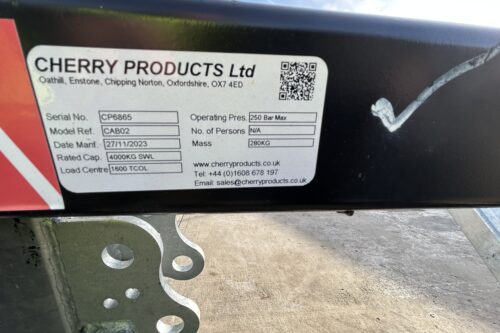 CHERRY PRODUCTS Ltd
Oathill, Enstone, Chipping Norton, Oxfordshire, OX7 4ED
Serial No. CP6865 Operating Pres. 250 Bar Max
Model Ref. CAB02 No. of Persons N/A
Date Manf. 27/11/2023 Mass 280KG
Rated Cap. 4000KG SWL
Load Centre 1600 TCOL
www.cherryproducts.co.uk
Tel: +44 (0)1608 678 197
Email: sales@cherryproducts.co.uk